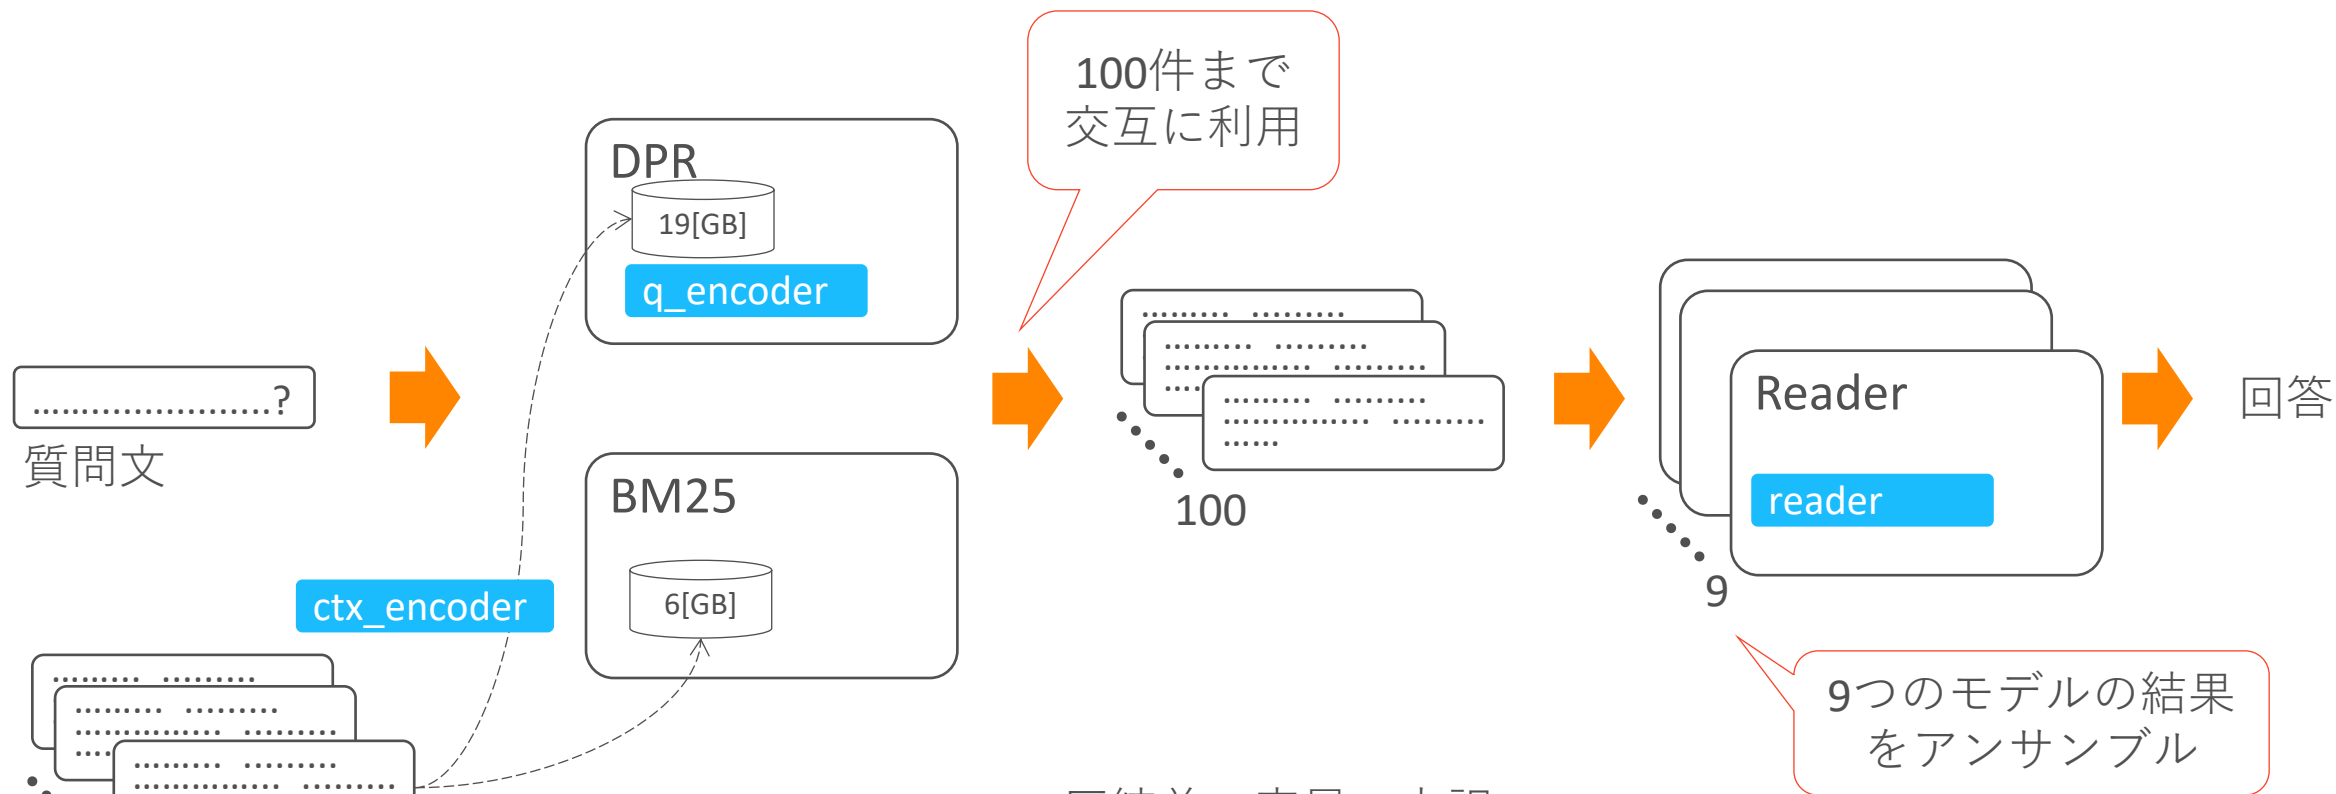 100件まで
交互に利用
DPR
19[GB]
q_encoder
......................?
質問文
100
Reader
reader
回答
BM25
6[GB]
ctx_encoder
9
9つのモデルの結果
をアンサンブル